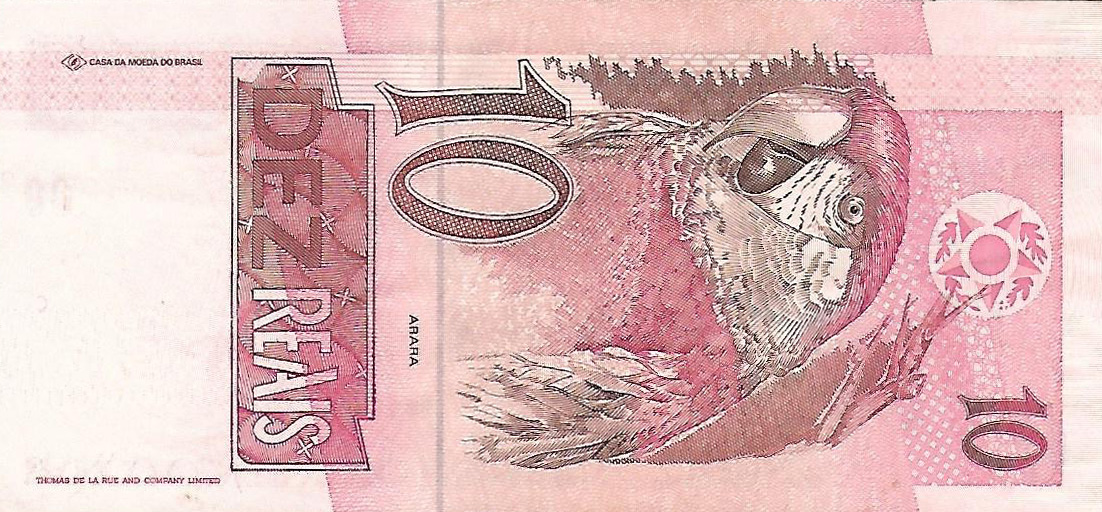 CASA DA MOEDA DO BRASIL
10
DEZ REAIS
ARARA
10
THOMAS DE LA RUE AND COMPANY LIMITED